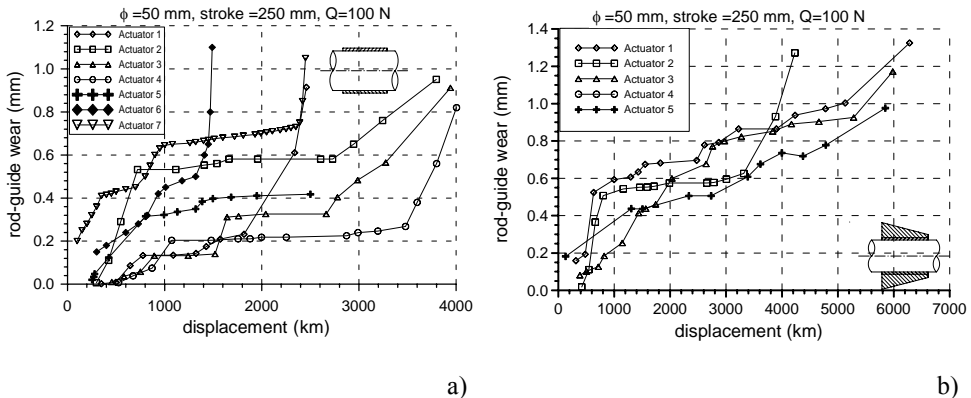 ϕ =50 mm, stroke =250 mm, Q=100 N
Actuator 1
Actuator 2
Actuator 3
Actuator 4
Actuator 5
Actuator 6
Actuator 7
rod-guide wear (mm)
1.2
1.0
0.8
0.6
0.4
0.2
0.0
0 1000 2000 3000 4000
displacement (km)
a)
ϕ =50 mm, stroke =250 mm, Q=100 N
Actuator 1
Actuator 2
Actuator 3
Actuator 4
Actuator 5
rod-guide wear (mm)
1.4
1.2
1.0
0.8
0.6
0.4
0.2
0.0
0 1000 2000 3000 4000 5000 6000 7000
displacement (km)
b)